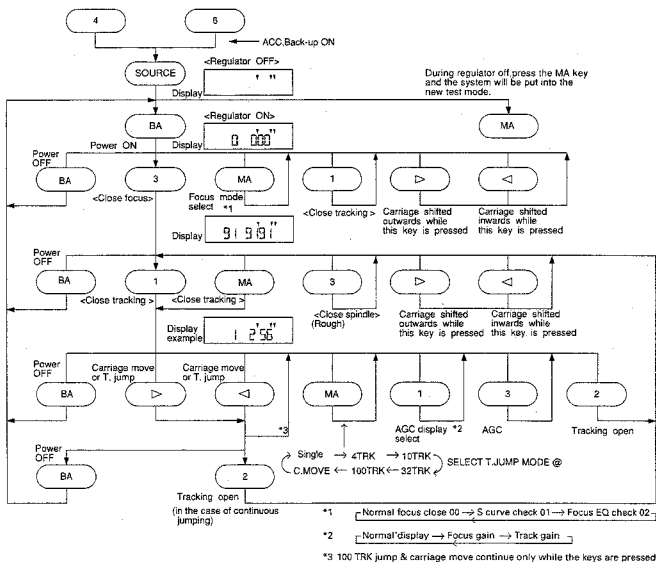 4
6
ACC,Back-up ON
<Regulator OFF>
SOURCE
Display
During regulator off,press the MA key
and the system will be put into the
new test mode.
<Regulator ON>
BA
0 000
MA
Power ON
Display
Power
OFF
BA
3
MA
1
▷
◁
<Close focus>
Focus mode
select *1
<Close tracking>
Carriage shifted
outwards while
this key is pressed
Carriage shifted
inwards while
this key is pressed
Display
91 9191
Power
OFF
BA
1
MA
3
▷
◁
<Close tracking>
<Close tracking>
<Close spindle>
(Rough)
Carriage shifted
outwards while
this key is pressed
Carriage shifted
inwards while
this key. is pressed
Display
example
1 2'56"
Power
OFF
Carriage move
or T. jump
Carriage move
or T. jump
BA
▷
◁
MA
1
3
2
*3
AGC display *2
select
AGC
Tracking open
Power
OFF
Single → 4TRK → 10TRK
C.MOVE ← 100TRK ← 32TRK
SELECT T.JUMP MODE @
BA
2
Tracking open
(in the case of continuous
jumping)
*1 Normal focus close 00 → S curve check 01 → Focus EQ check 02
*2 Normal display → Focus gain → Track gain
*3 100 TRK jump & carriage move continue only while the keys are pressed